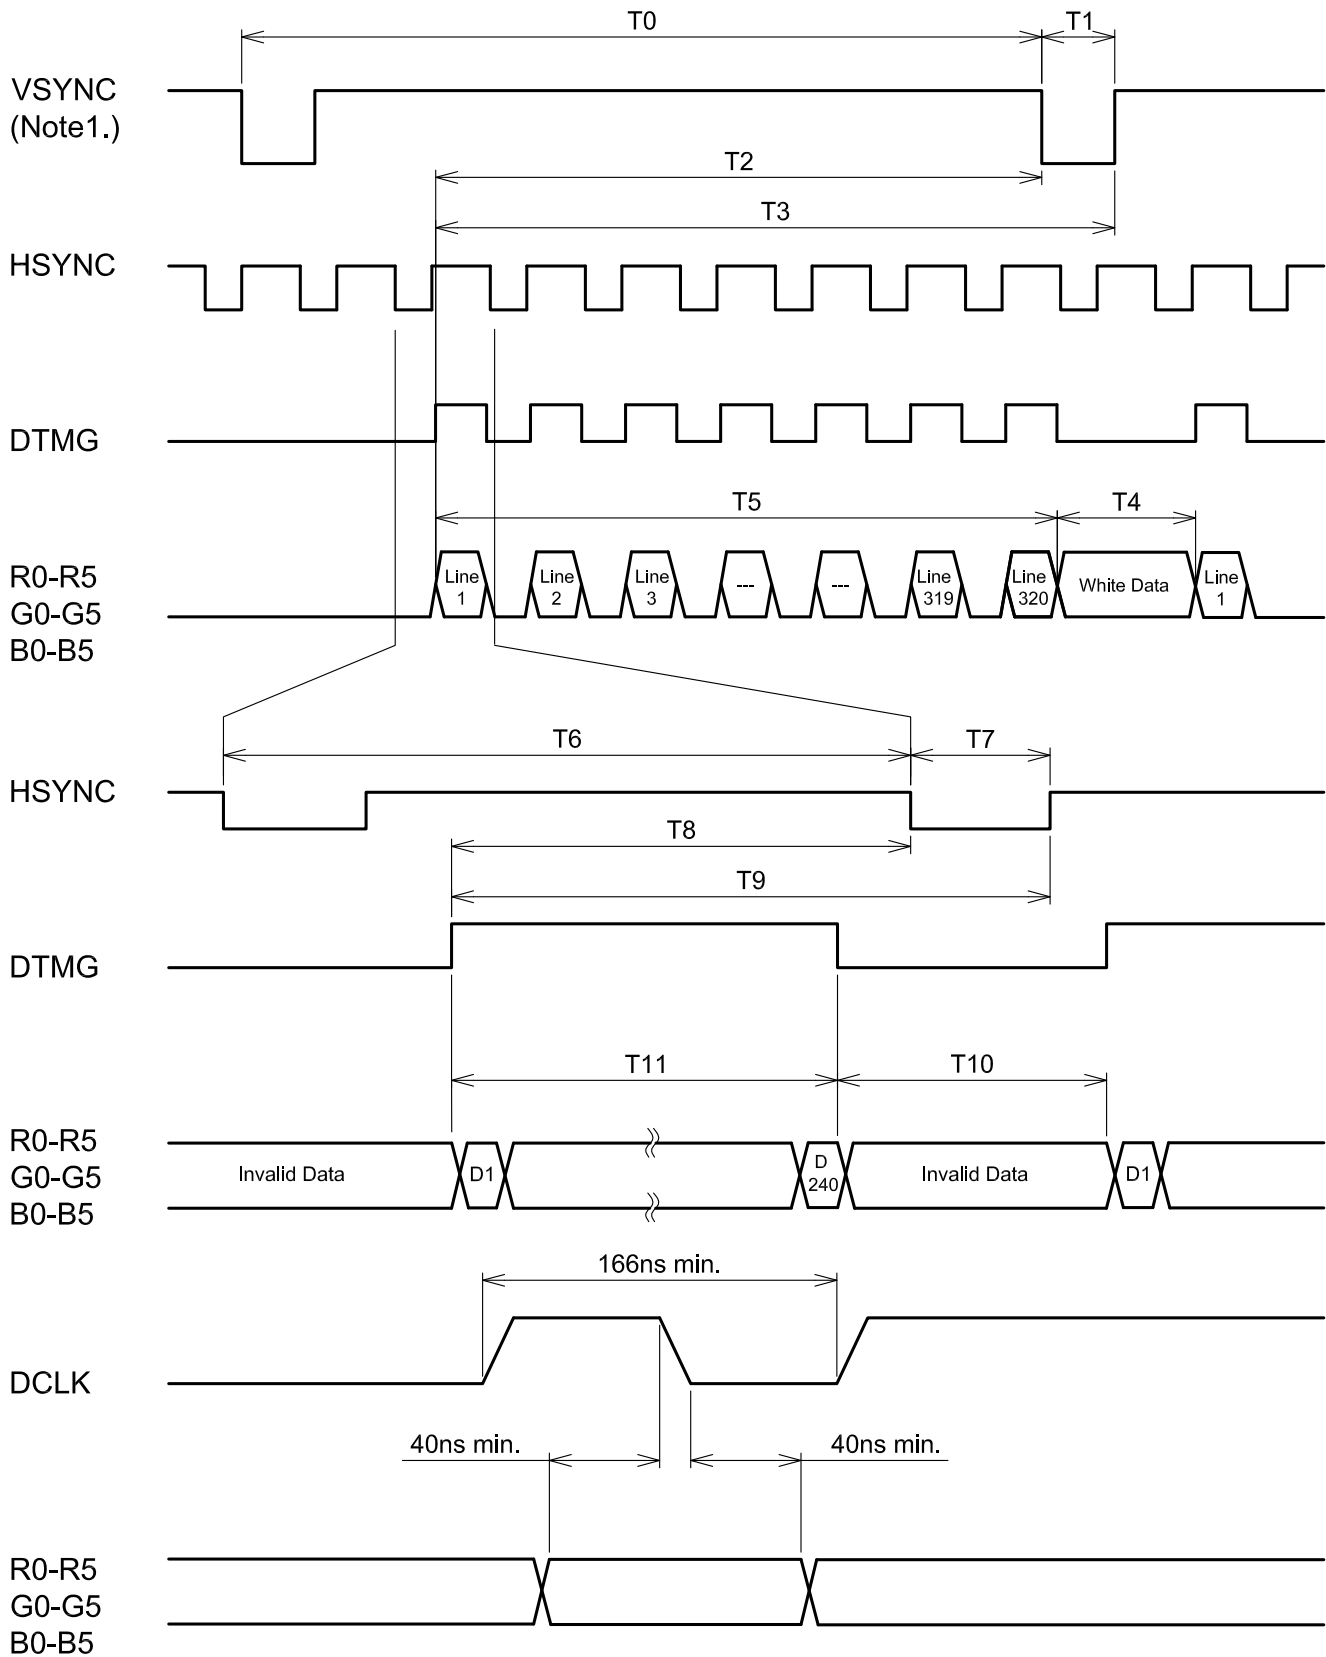 T0 T1
VSYNC
(Note1.)
T2
T3
HSYNC
DTMG
T5 T4
R0-R5
G0-G5
B0-B5
Line
1
Line
2
Line
3
---
---
Line
319
Line
320
White Data
Line
1
T6 T7
HSYNC
T8
T9
DTMG
T11 T10
R0-R5
G0-G5
B0-B5
Invalid Data
D1
D
240
Invalid Data
D1
166ns min.
DCLK
40ns min. 40ns min.
R0-R5
G0-G5
B0-B5